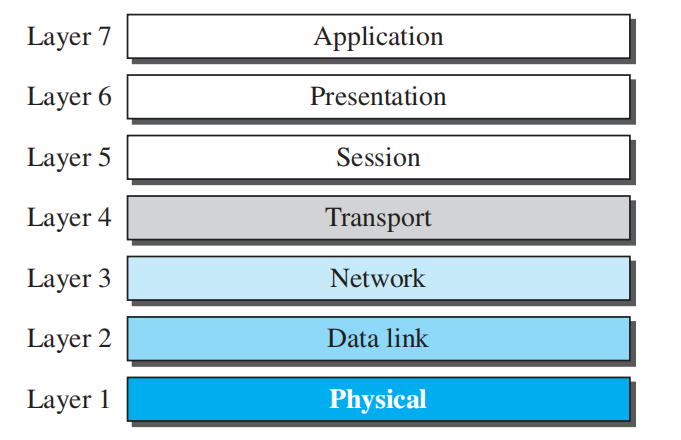 Layer 7 Application
Layer 6 Presentation
Layer 5 Session
Layer 4 Transport
Layer 3 Network
Layer 2 Data link
Layer 1 Physical